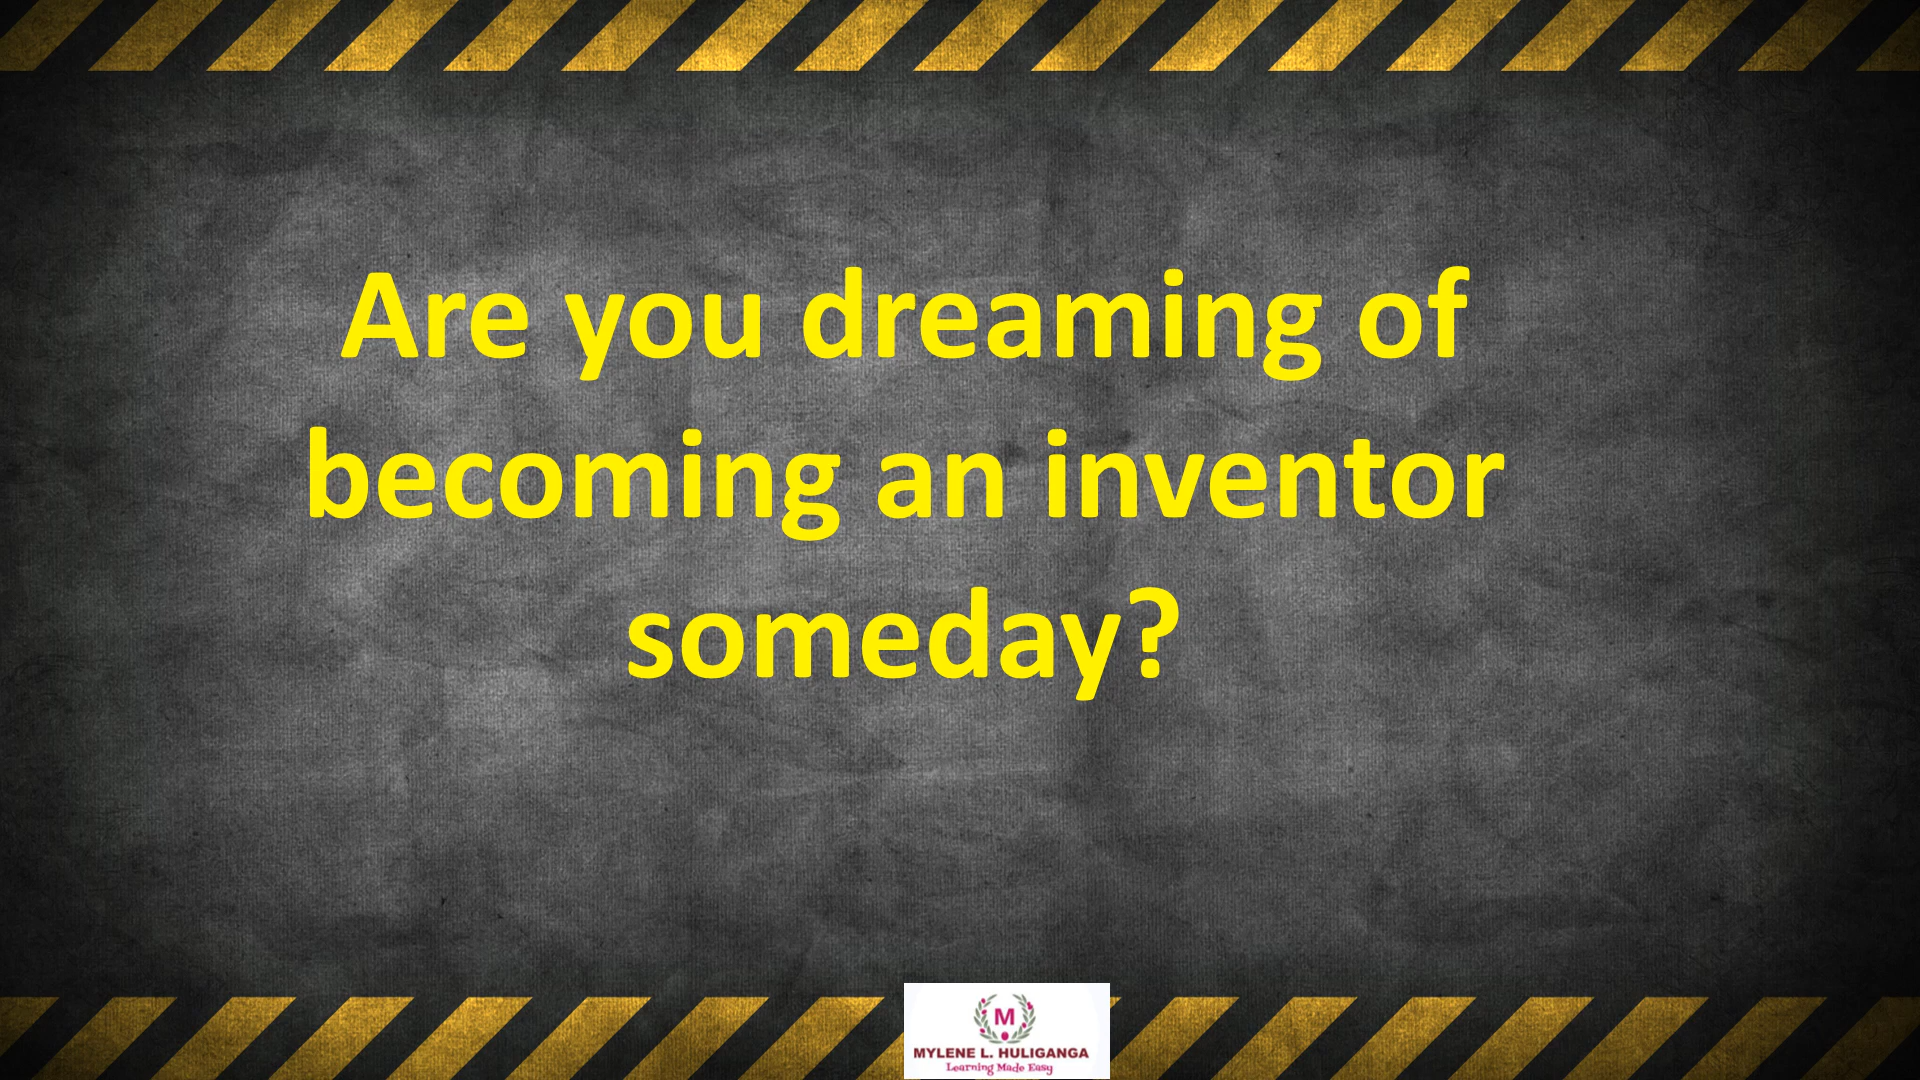 Are you dreaming of
becoming an inventor
someday?
M
MYLENE L. HULIGANGA
Learning Made Easy